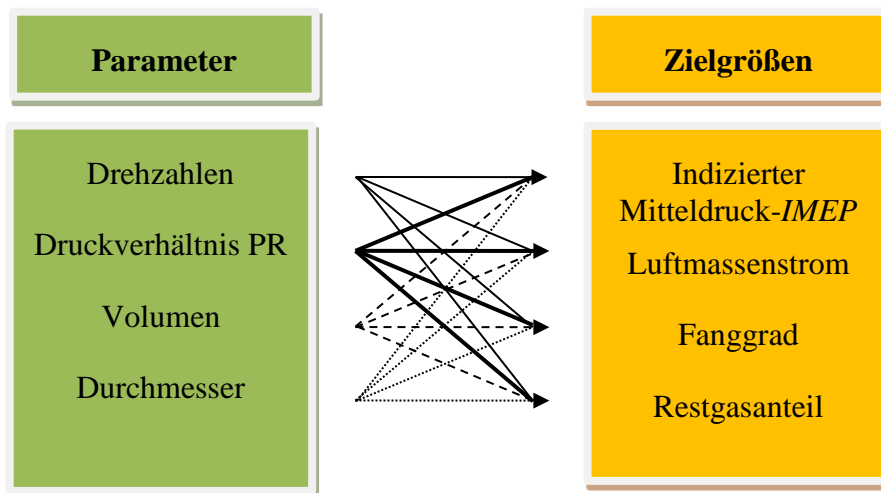 Parameter
Zielgrößen
Drehzahlen
Druckverhältnis PR
Volumen
Durchmesser
Indizierter
Mitteldruck-IMEP
Luftmassenstrom
Fanggrad
Restgasanteil